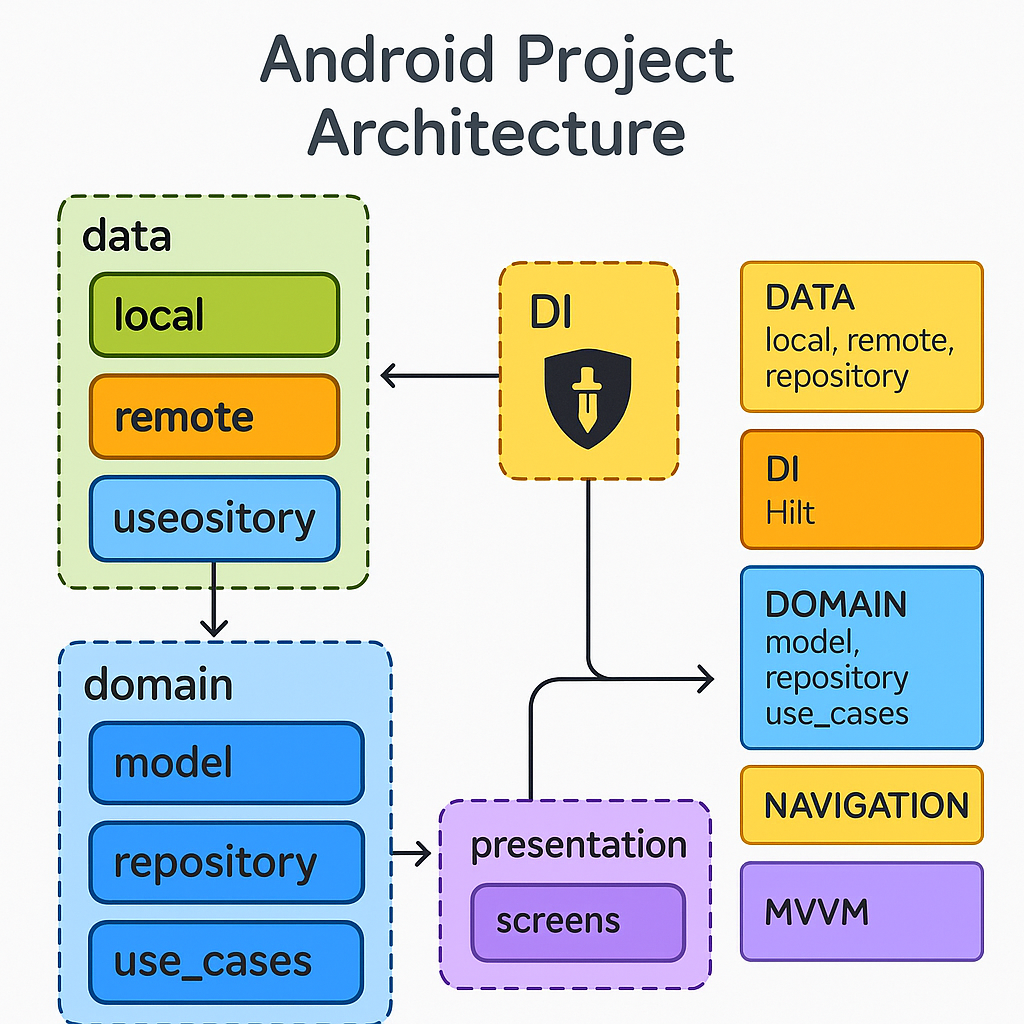 Android Project
Architecture
data
local
remote
useository
domain
model
repository
use_cases
DI
presentation
screens
DATA
local, remote,
repository
DI
Hilt
DOMAIN
model,
repository
use_cases
NAVIGATION
MVVM